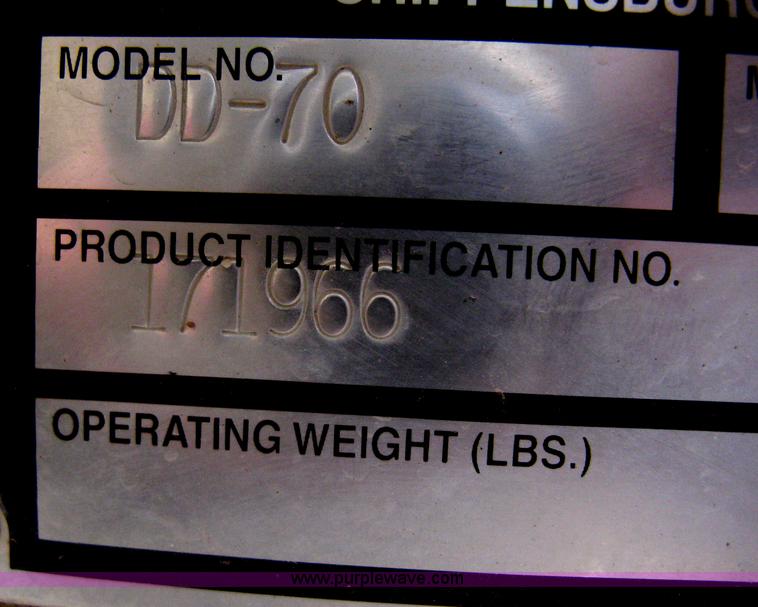 MODEL NO.
DD-70
PRODUCT IDENTIFICATION NO.
171966
OPERATING WEIGHT (LBS.)
www.purplewave.com